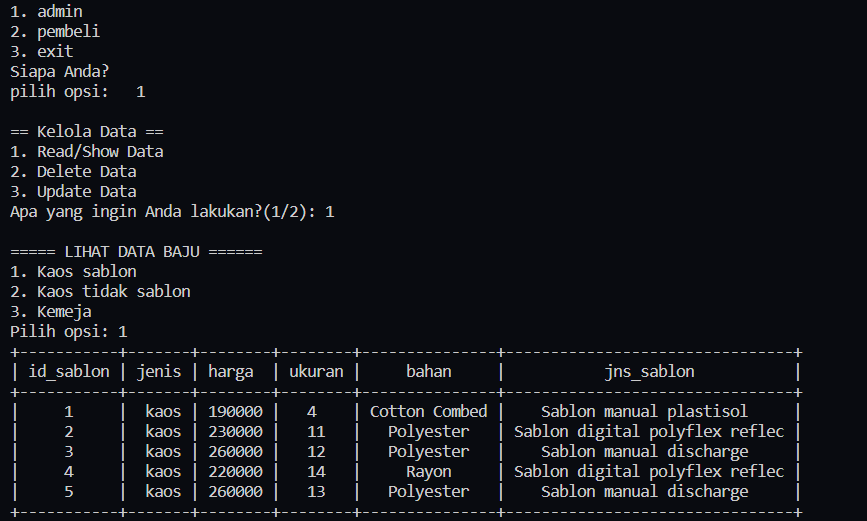 1. admin
2. pembeli
3. exit
Siapa Anda?
pilih opsi:   1
== Kelola Data ==
1. Read/Show Data
2. Delete Data
3. Update Data
Apa yang ingin Anda lakukan?(1/2): 1
===== LIHAT DATA BAJU ======
1. Kaos sablon
2. Kaos tidak sablon
3. Kemeja
Pilih opsi: 1
+-----------+-------+--------+--------+---------------+--------------------------------+
| id_sablon | jenis | harga  | ukuran |     bahan     |           jns_sablon           |
+-----------+-------+--------+--------+---------------+--------------------------------+
|     1     |  kaos | 190000 |   4    | Cotton Combed |    Sablon manual plastisol     |
|     2     |  kaos | 230000 |   11   |   Polyester   | Sablon digital polyflex reflec |
|     3     |  kaos | 260000 |   12   |   Polyester   |    Sablon manual discharge     |
|     4     |  kaos | 220000 |   14   |     Rayon     | Sablon digital polyflex reflec |
|     5     |  kaos | 260000 |   13   |   Polyester   |    Sablon manual discharge     |
+-----------+-------+--------+--------+---------------+--------------------------------+